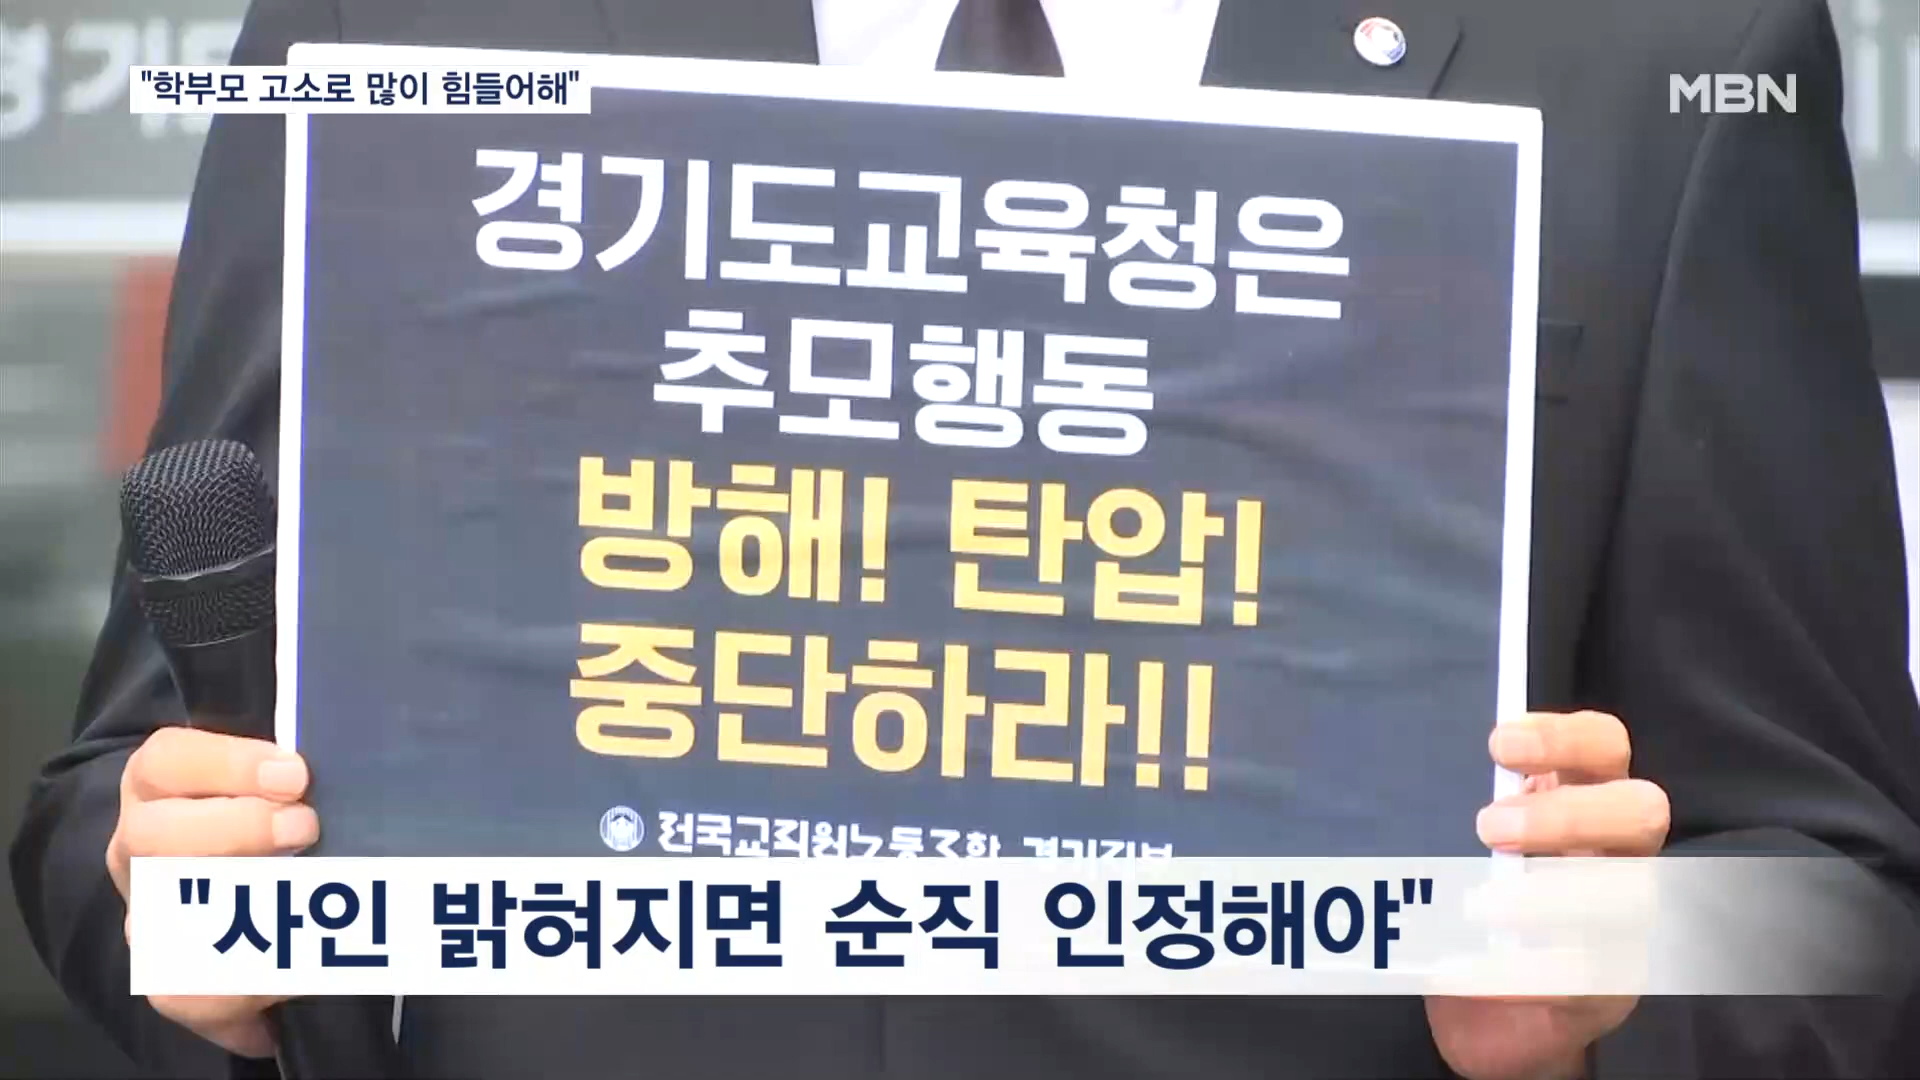 "학부모 고소로 많이 힘들어해"
MBN
경기도교육청은
추모행동
방해! 탄압!
중단하라!!
전국교직원노동조합 경기지부
"사인 밝혀지면 순직 인정해야"